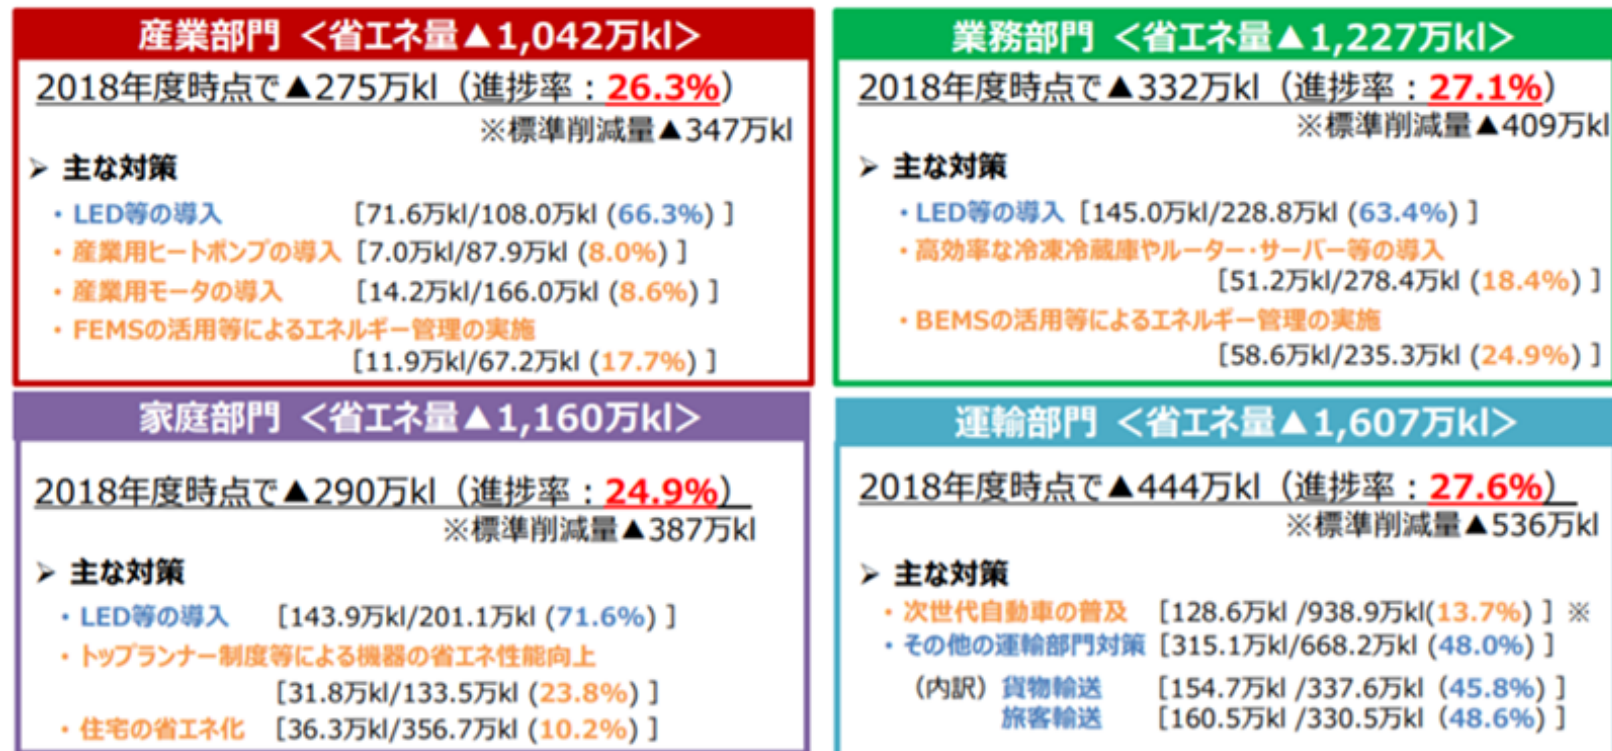 産業部門 ＜省エネ量▲1,042万kl＞
2018年度時点で▲275万kl（進捗率：26.3%）
※標準削減量▲347万kl
➢ 主な対策
・LED等の導入 [71.6万kl/108.0万kl (66.3%) ]
・産業用ヒートポンプの導入 [7.0万kl/87.9万kl (8.0%) ]
・産業用モータの導入 [14.2万kl/166.0万kl (8.6%) ]
・FEMSの活用等によるエネルギー管理の実施
[11.9万kl/67.2万kl (17.7%) ]
業務部門 ＜省エネ量▲1,227万kl＞
2018年度時点で▲332万kl（進捗率：27.1%）
※標準削減量▲409万kl
➢ 主な対策
・LED等の導入 [145.0万kl/228.8万kl (63.4%) ]
・高効率な冷凍冷蔵庫やルーター・サーバー等の導入
[51.2万kl/278.4万kl (18.4%) ]
・BEMSの活用等によるエネルギー管理の実施
[58.6万kl/235.3万kl (24.9%) ]
家庭部門 ＜省エネ量▲1,160万kl＞
2018年度時点で▲290万kl（進捗率：24.9%）
※標準削減量▲387万kl
➢ 主な対策
・LED等の導入 [143.9万kl/201.1万kl (71.6%) ]
・トップランナー制度等による機器の省エネ性能向上
[31.8万kl/133.5万kl (23.8%) ]
・住宅の省エネ化 [36.3万kl/356.7万kl (10.2%) ]
運輸部門 ＜省エネ量▲1,607万kl＞
2018年度時点で▲444万kl（進捗率：27.6%）
※標準削減量▲536万kl
➢ 主な対策
・次世代自動車の普及 [128.6万kl /938.9万kl(13.7%) ] ※
・その他の運輸部門対策 [315.1万kl/668.2万kl (48.0%) ]
（内訳）貨物輸送 [154.7万kl /337.6万kl（45.8%) ]
旅客輸送 [160.5万kl /330.5万kl（48.6%) ]